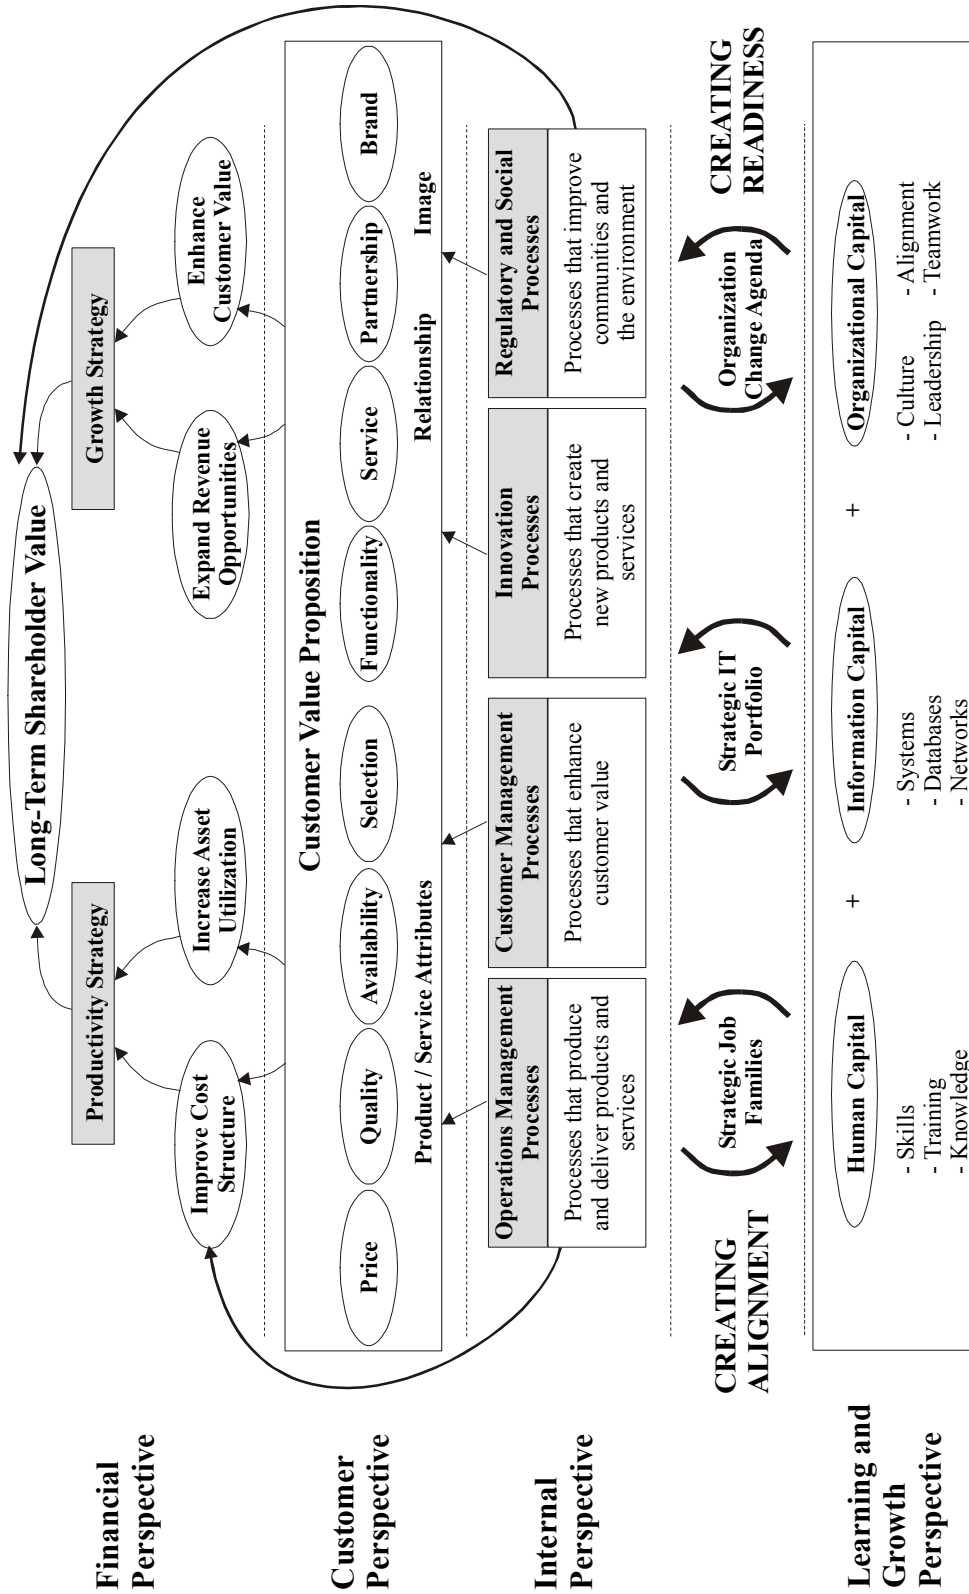 Financial
Perspective
Long-Term Shareholder Value
Productivity Strategy
Growth Strategy
Improve Cost
Structure
Increase Asset
Utilization
Expand Revenue
Opportunities
Enhance
Customer Value
Customer
Perspective
Customer Value Proposition
Price
Quality
Availability
Selection
Functionality
Service
Partnership
Brand
Product / Service Attributes
Relationship
Image
Internal
Perspective
Operations Management
Processes
Processes that produce
and deliver products and
services
Customer Management
Processes
Processes that enhance
customer value
Innovation
Processes
Processes that create
new products and
services
Regulatory and Social
Processes
Processes that improve
communities and
the environment
CREATING
ALIGNMENT
Strategic Job
Families
Strategic IT
Portfolio
Organization
Change Agenda
CREATING
READINESS
Learning and
Growth
Perspective
Human Capital
+
Information Capital
+
Organizational Capital
- Skills
- Training
- Knowledge
- Systems
- Databases
- Networks
- Culture
- Leadership
- Alignment
- Teamwork